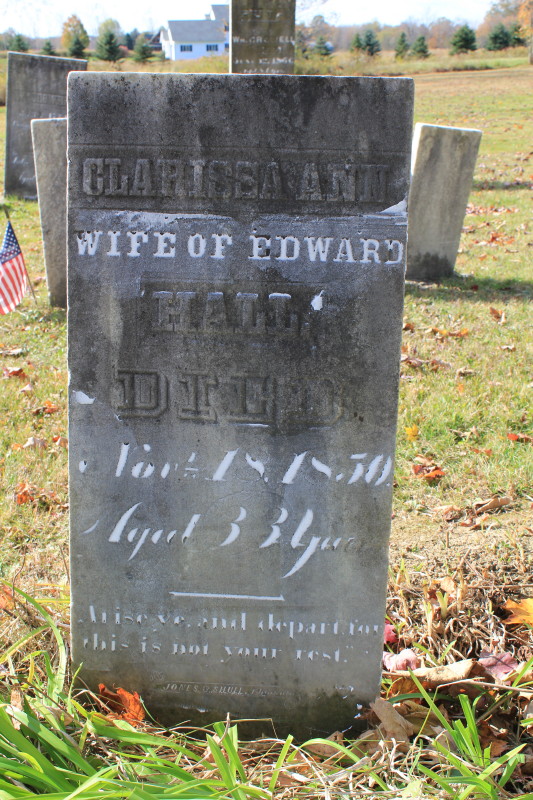 CLARISSA ANN
WIFE OF EDWARD
HALL
DIED
Nov. 18, 1850,
Aged 33 Years
Arise ye, and depart for
this is not your rest."